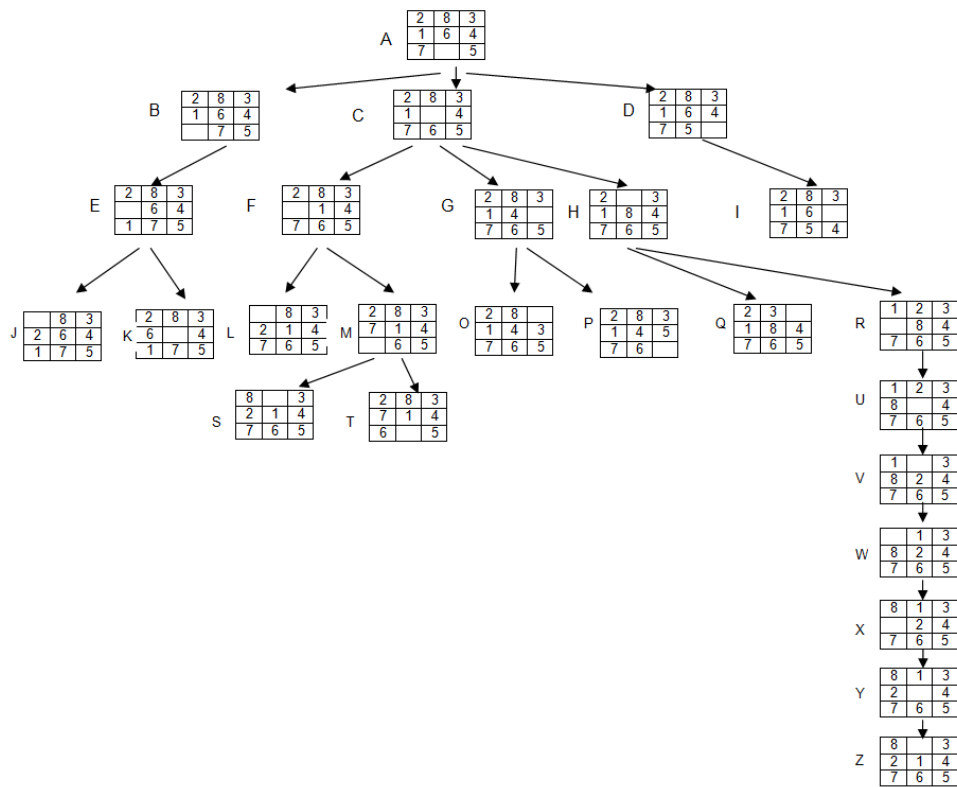 A
2 8 3
1 6 4
7 5
B
2 8 3
1 6 4
7 5
C
2 8 3
1 4
7 6 5
D
2 8 3
1 6 4
7 5
E
2 8 3
6 4
1 7 5
F
2 8 3
1 4
7 6 5
G
2 8 3
1 4
7 6 5
H
2 3
1 8 4
7 6 5
I
2 8 3
1 6
7 5 4
J
8 3
2 6 4
1 7 5
K
2 8 3
6 4
1 7 5
L
8 3
2 1 4
7 6 5
M
2 8 3
7 1 4
6 5
O
2 8
1 4 3
7 6 5
P
2 8 3
1 4 5
7 6
Q
2 3
1 8 4
7 6 5
R
1 2 3
8 4
7 6 5
S
8 3
2 1 4
7 6 5
T
2 8 3
7 1 4
6 5
U
1 2 3
8 4
7 6 5
V
1 3
8 2 4
7 6 5
W
1 3
8 2 4
7 6 5
X
8 1 3
2 4
7 6 5
Y
8 1 3
2 4
7 6 5
Z
8 3
2 1 4
7 6 5